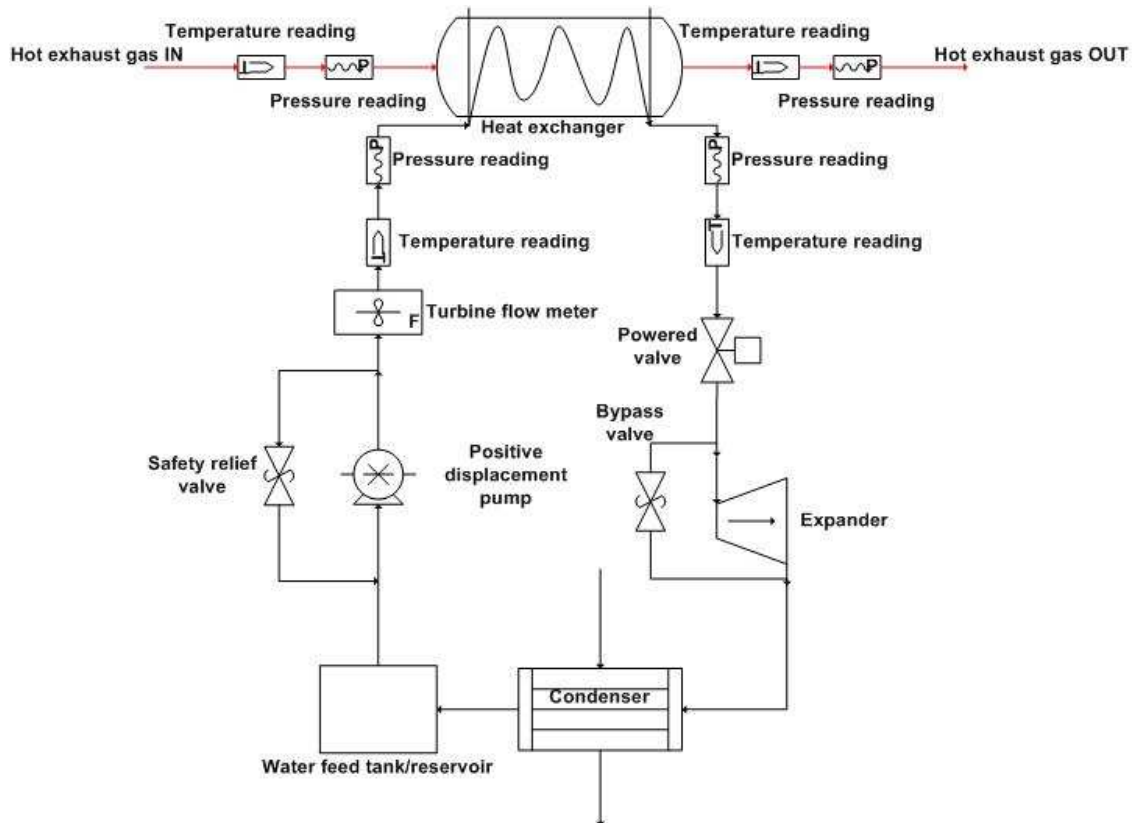 Temperature reading
Temperature reading
Hot exhaust gas IN
Hot exhaust gas OUT
T
P
T
P
Pressure reading
Pressure reading
Heat exchanger
P
Pressure reading
P
Pressure reading
T
Temperature reading
T
Temperature reading
F
Turbine flow meter
Powered
valve
Bypass
valve
Safety relief
valve
Positive
displacement
pump
Expander
Condenser
Water feed tank/reservoir